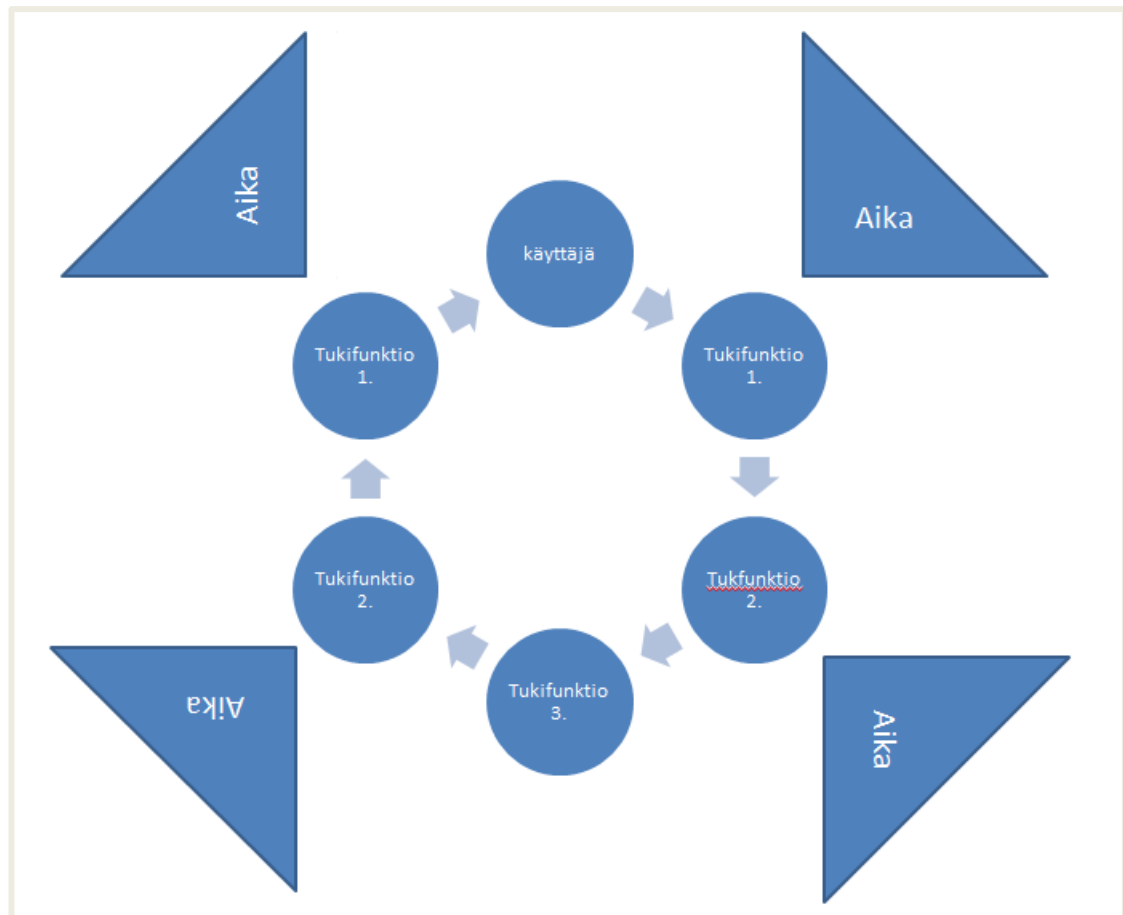 Aika
Aika
käyttäjä
Tukifunktio
1.
Tukifunktio
1.
Tukifunktio
2.
Tukfunktio
2.
Tukifunktio
3.
Aika
Aika